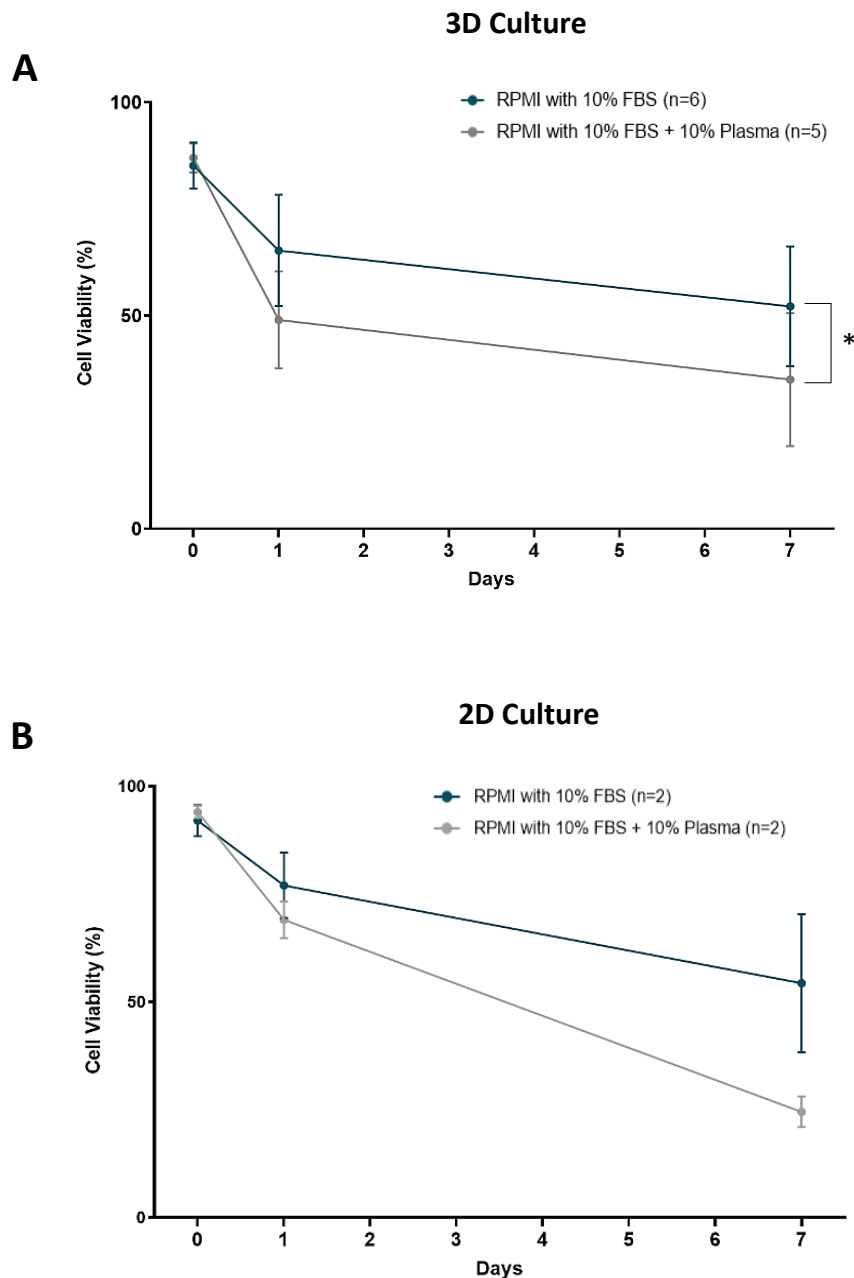 3D Culture
A
100
50
0
Cell Viability (%)
RPMI with 10% FBS (n=6)
RPMI with 10% FBS + 10% Plasma (n=5)
*
0 1 2 3 4 5 6 7
Days
2D Culture
B
100
50
0
Cell Viability (%)
RPMI with 10% FBS (n=2)
RPMI with 10% FBS + 10% Plasma (n=2)
0 1 2 3 4 5 6 7
Days